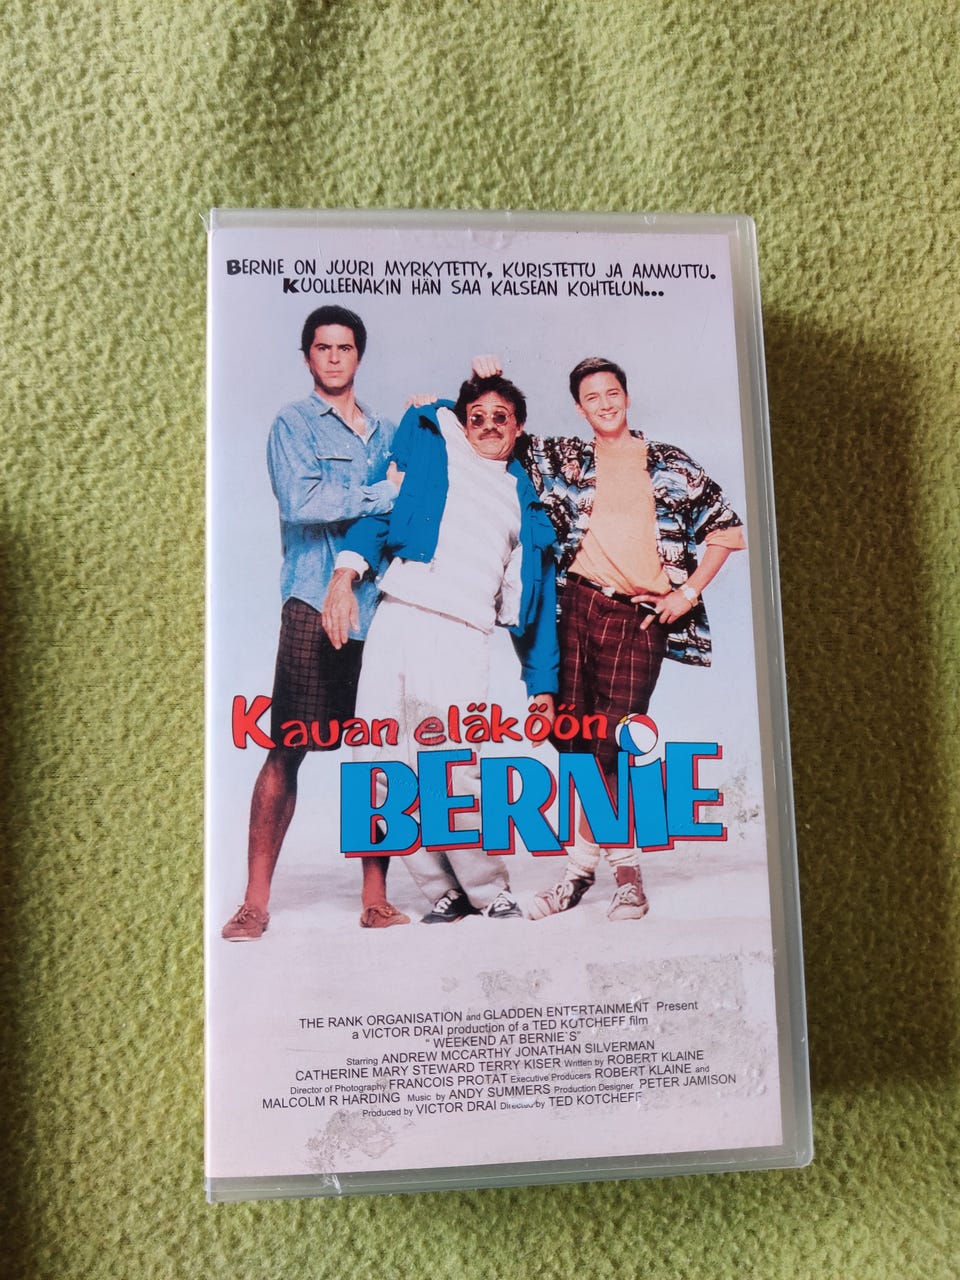 BERNIE ON JUURI MYRKYTETTY, KURISTETTU JA AMMUTTU.
KUOLLEENAKIN HÄN SAA KALSEAN KOHTELUN...
Kauan eläköön
BERNiE
THE RANK ORGANISATION and GLADDEN ENTERTAINMENT Present
a VICTOR DRAI production of a TED KOTCHEFF film
" WEEKEND AT BERNIE`S"
Starring ANDREW MCCARTHY JONATHAN SILVERMAN
CATHERINE MARY STEWARD TERRY KISER Written by ROBERT KLAINE
Director of Photography FRANCOIS PROTAT Executive Producers ROBERT KLAINE and
MALCOLM R HARDING Music by ANDY SUMMERS Production Designer PETER JAMISON
Produced by VICTOR DRAI Directed by TED KOTCHEFF